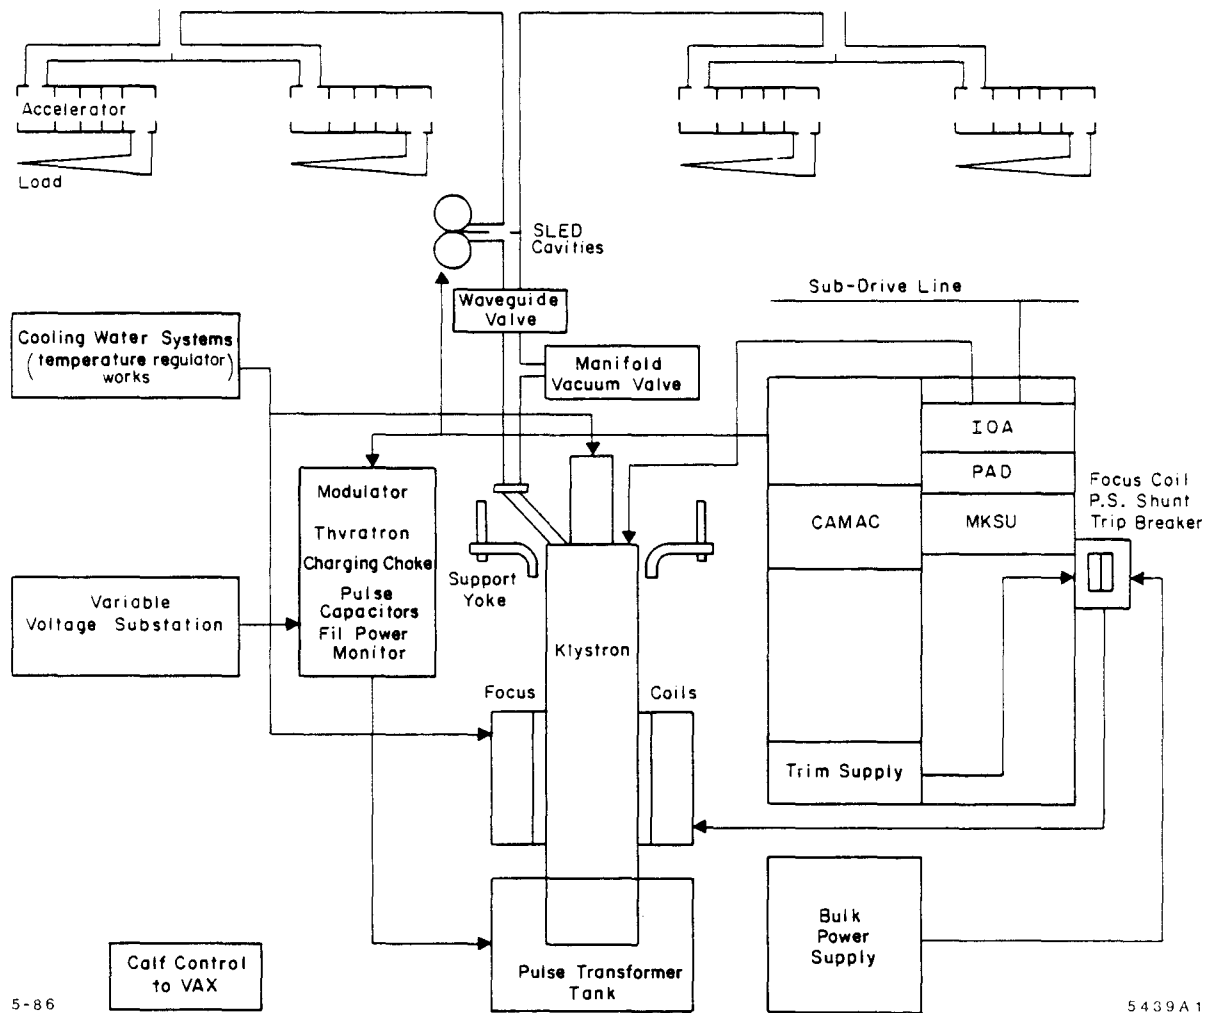 Accelerator
Load
SLED
Cavities
Sub-Drive Line
Waveguide
Valve
Cooling Water Systems
(temperature regulator)
works
Manifold
Vacuum Valve
IOA
PAD
Focus Coil
P.S. Shunt
Trip Breaker
Modulator
CAMAC
MKSU
Thvratron
Charging Choke
Support
Yoke
Variable
Voltage Substation
Pulse
Capacitors
Fil Power
Monitor
Klystron
Focus
Coils
Trim Supply
Bulk
Power
Supply
Calf Control
to VAX
Pulse Transformer
Tank
5-86
5439A1